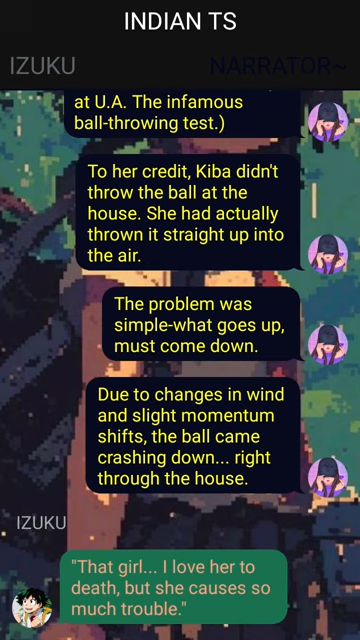 INDIAN TS
IZUKU NARRATOR~
at U.A. The infamous
ball-throwing test.)
To her credit, Kiba didn't
throw the ball at the
house. She had actually
thrown it straight up into
the air.
The problem was
simple-what goes up,
must come down.
Due to changes in wind
and slight momentum
shifts, the ball came
crashing down... right
through the house.
IZUKU
"That girl... I love her to
death, but she causes so
much trouble."